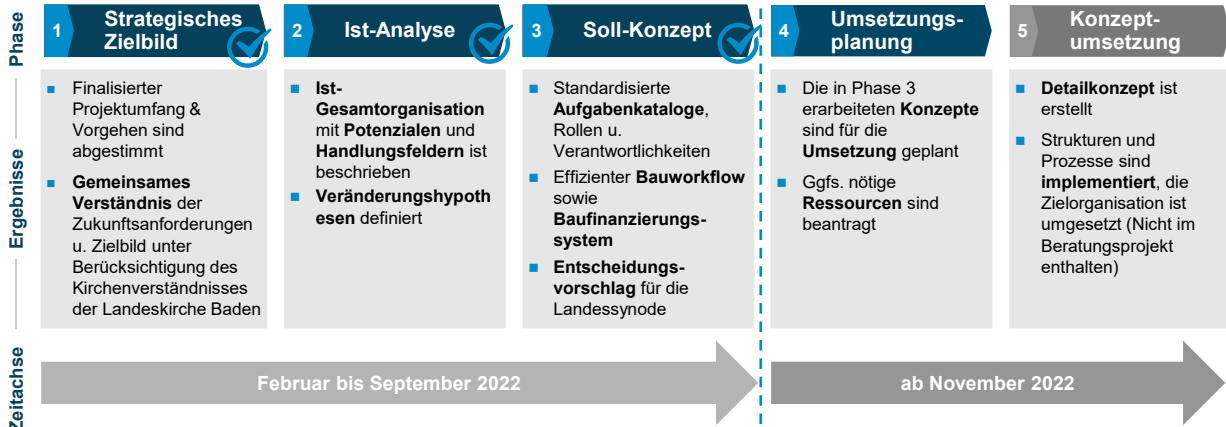 Phase
1
Strategisches
Zielbild
2
Ist-Analyse
3
Soll-Konzept
4
Umsetzungs-
planung
5
Konzept-
umsetzung
Ergebnisse
Finalisierter
Projektumfang &
Vorgehen sind
abgestimmt
Gemeinsames
Verständnis der
Zukunftsanforderungen
u. Zielbild unter
Berücksichtigung des
Kirchenverständnisses
der Landeskirche Baden
Ist-
Gesamtorganisation
mit Potenzialen und
Handlungsfeldern ist
beschrieben
Veränderungshypoth
esen definiert
Standardisierte
Aufgabenkataloge,
Rollen u.
Verantwortlichkeiten
Effizienter Bauworkflow
sowie
Baufinanzierungs-
system
Entscheidungs-
vorschlag für die
Landessynode
Die in Phase 3
erarbeiteten Konzepte
sind für die
Umsetzung geplant
Ggfs. nötige
Ressourcen sind
beantragt
Detailkonzept ist
erstellt
Strukturen und
Prozesse sind
implementiert, die
Zielorganisation ist
umgesetzt (Nicht im
Beratungsprojekt
enthalten)
Zeitachse
Februar bis September 2022
ab November 2022